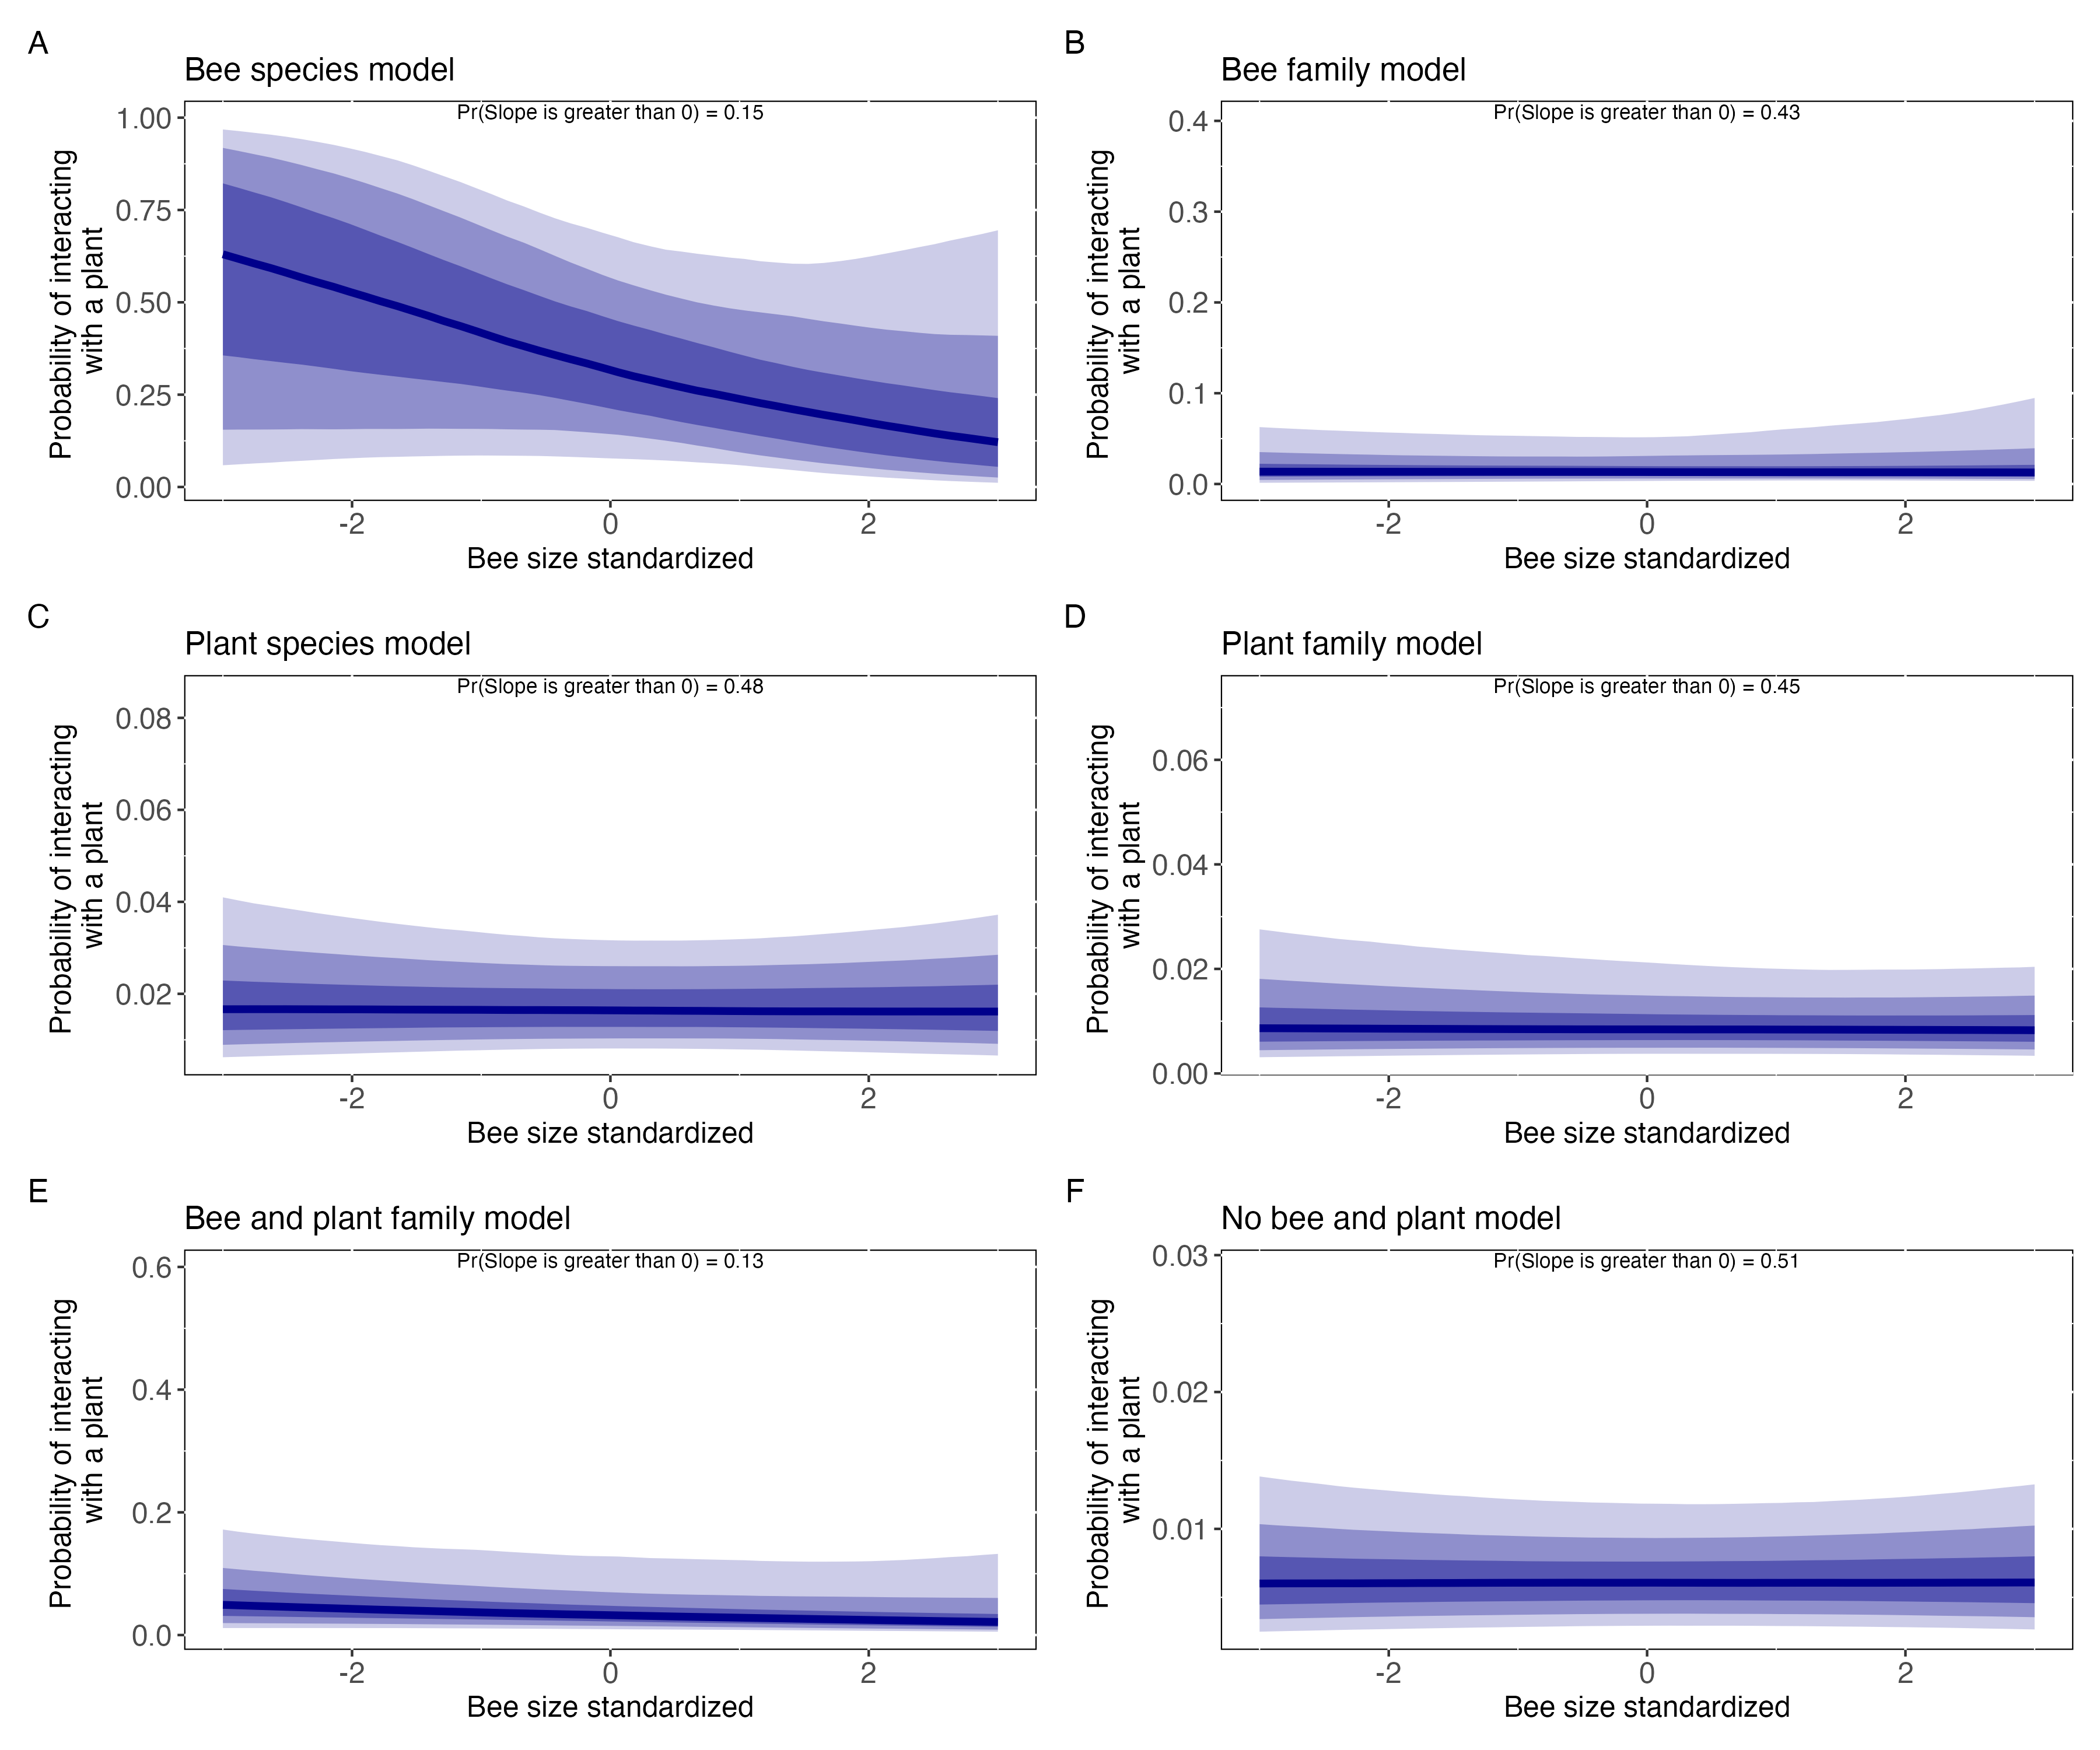 A
Bee species model
Pr(Slope is greater than 0) = 0.15
1.00
0.75
0.50
0.25
0.00
Probability of interacting
with a plant
-2
0
2
Bee size standardized
B
Bee family model
Pr(Slope is greater than 0) = 0.43
0.4
0.3
0.2
0.1
0.0
Probability of interacting
with a plant
-2
0
2
Bee size standardized
C
Plant species model
Pr(Slope is greater than 0) = 0.48
0.08
0.06
0.04
0.02
Probability of interacting
with a plant
-2
0
2
Bee size standardized
D
Plant family model
Pr(Slope is greater than 0) = 0.45
0.06
0.04
0.02
0.00
Probability of interacting
with a plant
-2
0
2
Bee size standardized
E
Bee and plant family model
Pr(Slope is greater than 0) = 0.13
0.6
0.4
0.2
0.0
Probability of interacting
with a plant
-2
0
2
Bee size standardized
F
No bee and plant model
Pr(Slope is greater than 0) = 0.51
0.03
0.02
0.01
Probability of interacting
with a plant
-2
0
2
Bee size standardized